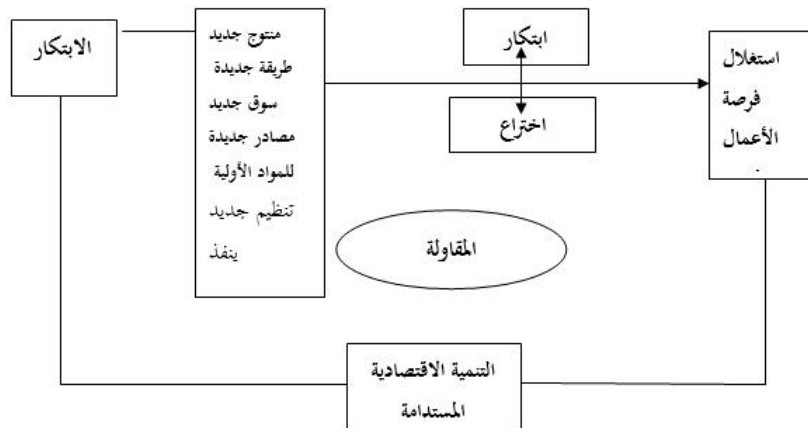 الابتكار
منتوج جديد
طريقة جديدة
سوق جديد
مصادر جديدة
للمواد الأولية
تنظيم جديد
ينفذ
ابتكار
اختراع
استغلال
فرصة
الأعمال
.
المقاولة
التنمية الاقتصادية
المستدامة